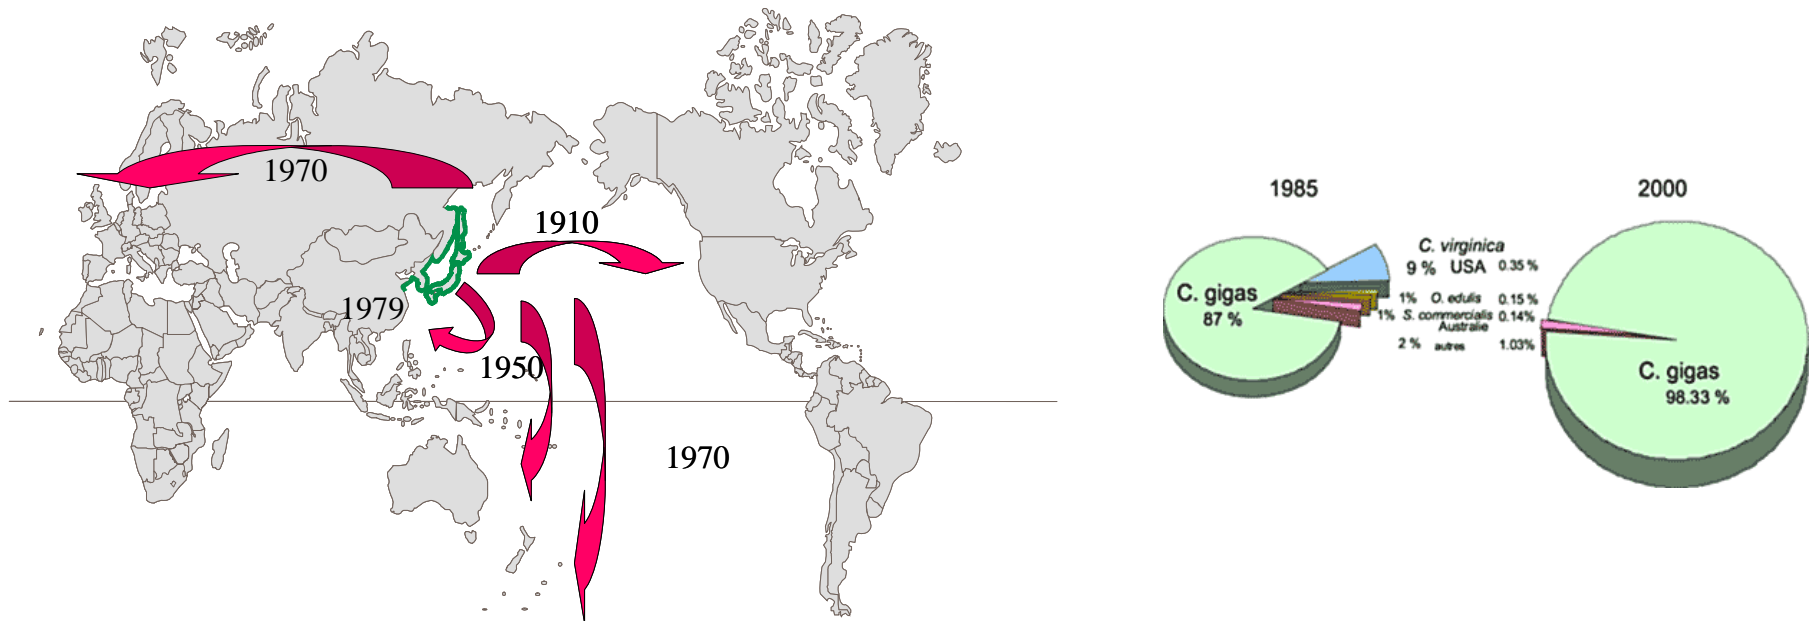 1970
1910
1979
1950
1970
1985
2000
C. gigas
87 %
C. virginica
9 % USA 0.35 %
1% O. edulis 0.15 %
1% S. commercialis 0.14%
Australie
2 % autres 1.03%
C. gigas
98.33 %